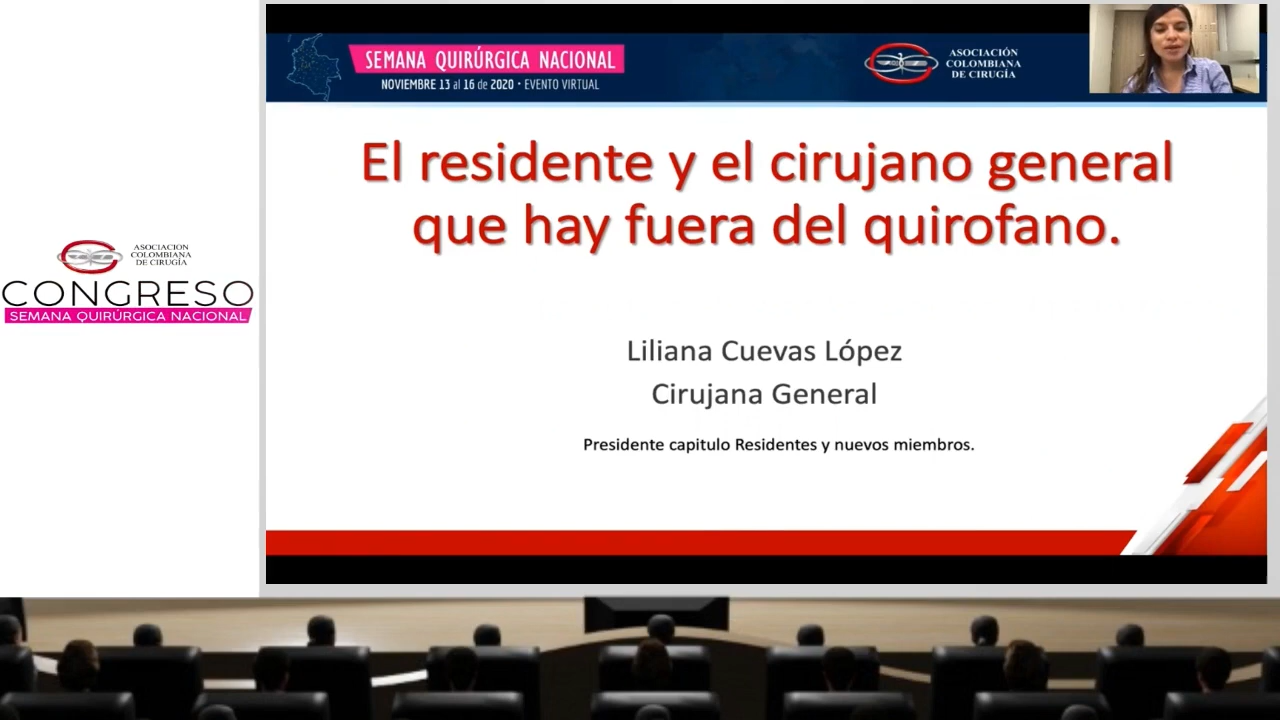 SEMANA QUIRÚRGICA NACIONAL
NOVIEMBRE 13 al 16 de 2020 • EVENTO VIRTUAL
ASOCIACIÓN
COLOMBIANA
DE CIRUGÍA
El residente y el cirujano general
que hay fuera del quirofano.
Liliana Cuevas López
Cirujana General
Presidente capitulo Residentes y nuevos miembros.
ASOCIACIÓN
COLOMBIANA
DE CIRUGÍA
CONGRESO
SEMANA QUIRÚRGICA NACIONAL